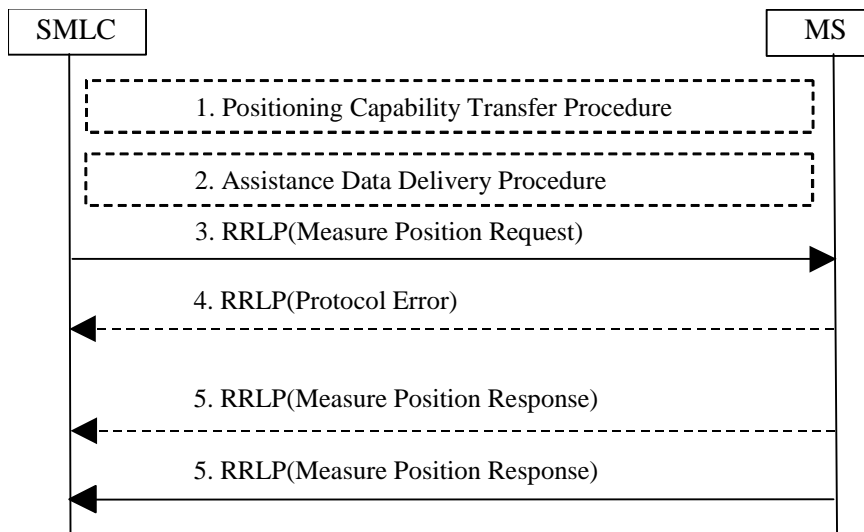 SMLC
MS
1. Positioning Capability Transfer Procedure
2. Assistance Data Delivery Procedure
3. RRLP(Measure Position Request)
4. RRLP(Protocol Error)
5. RRLP(Measure Position Response)
5. RRLP(Measure Position Response)